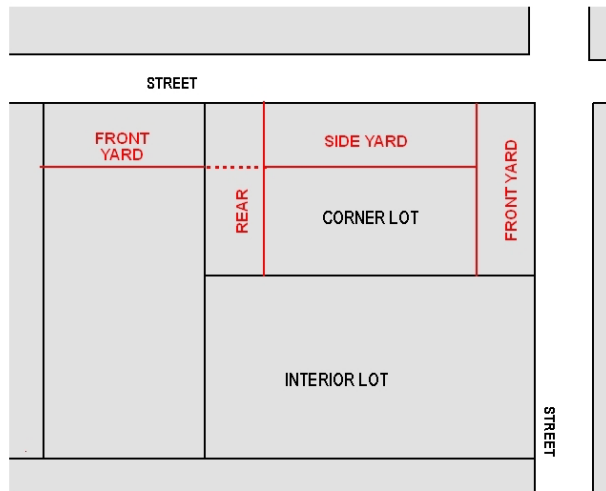 STREET
FRONT
YARD
SIDE YARD
FRONT YARD
REAR
CORNER LOT
INTERIOR LOT
STREET